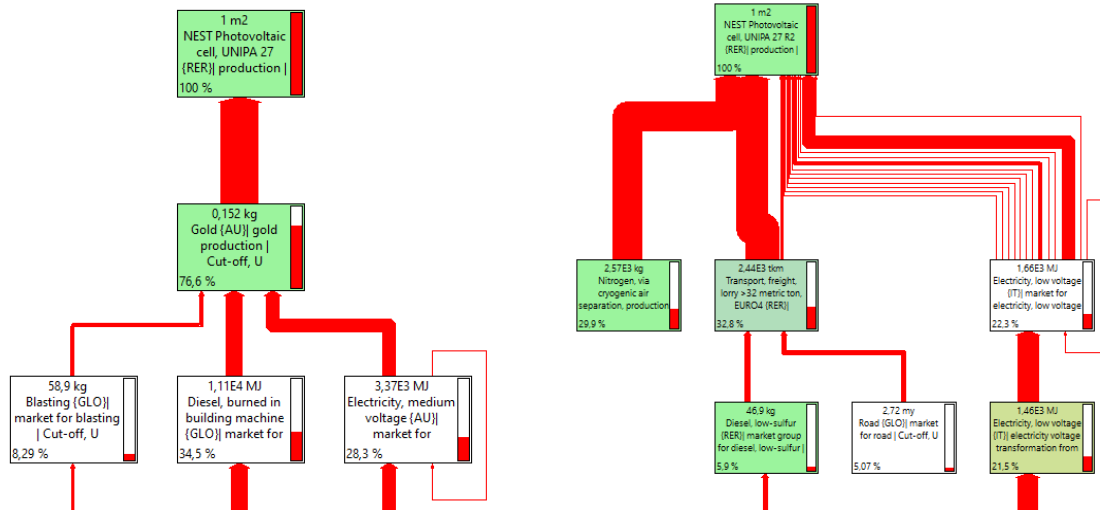 1 m2
NEST Photovoltaic
cell, UNIPA 27
{RER}| production |
100 %
0,152 kg
Gold {AU}| gold
production |
Cut-off, U
76,6 %
58,9 kg
Blasting {GLO}|
market for blasting
| Cut-off, U
8,29 %
1,11E4 MJ
Diesel, burned in
building machine
{GLO}| market for
34,5 %
3,37E3 MJ
Electricity, medium
voltage {AU}|
market for
28,3 %
1 m2
NEST Photovoltaic
cell, UNIPA 27 R2
{RER}| production |
100 %
2,57E3 kg
Nitrogen, via
cryogenic air
separation, production
29,9 %
2,44E3 tkm
Transport, freight,
lorry >32 metric ton,
EURO4 {RER}|
32,8 %
1,66E3 MJ
Electricity, low voltage
{IT}| market for
electricity, low voltage
22,3 %
46,9 kg
Diesel, low-sulfur
{RER}| market group
for diesel, low-sulfur |
5,9 %
2,72 my
Road {GLO}| market
for road | Cut-off, U
5,07 %
1,46E3 MJ
Electricity, low voltage
{IT}| electricity voltage
transformation from
21,5 %